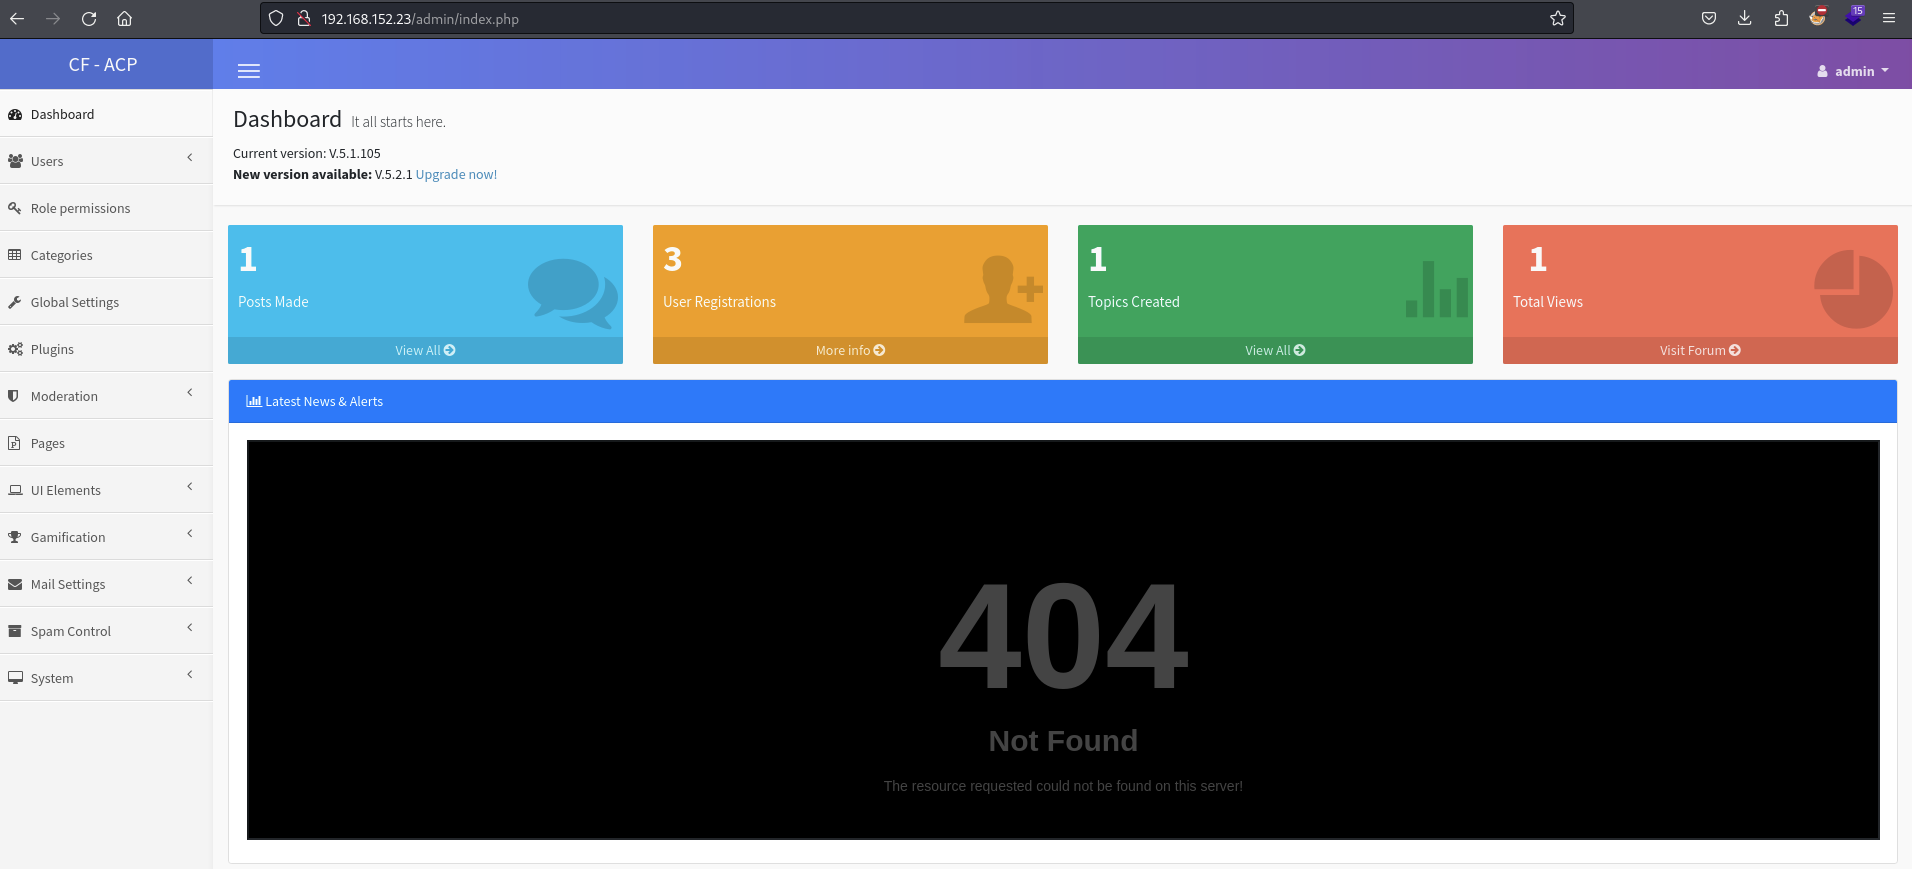 192.168.152.23/admin/index.php
15
CF - ACP
admin
Dashboard
Users
Role permissions
Categories
Global Settings
Plugins
Moderation
Pages
UI Elements
Gamification
Mail Settings
Spam Control
System
Dashboard It all starts here.
Current version: V.5.1.105
New version available: V.5.2.1 Upgrade now!
1
Posts Made
View All
3
User Registrations
More info
1
Topics Created
View All
1
Total Views
Visit Forum
Latest News & Alerts
404
Not Found
The resource requested could not be found on this server!